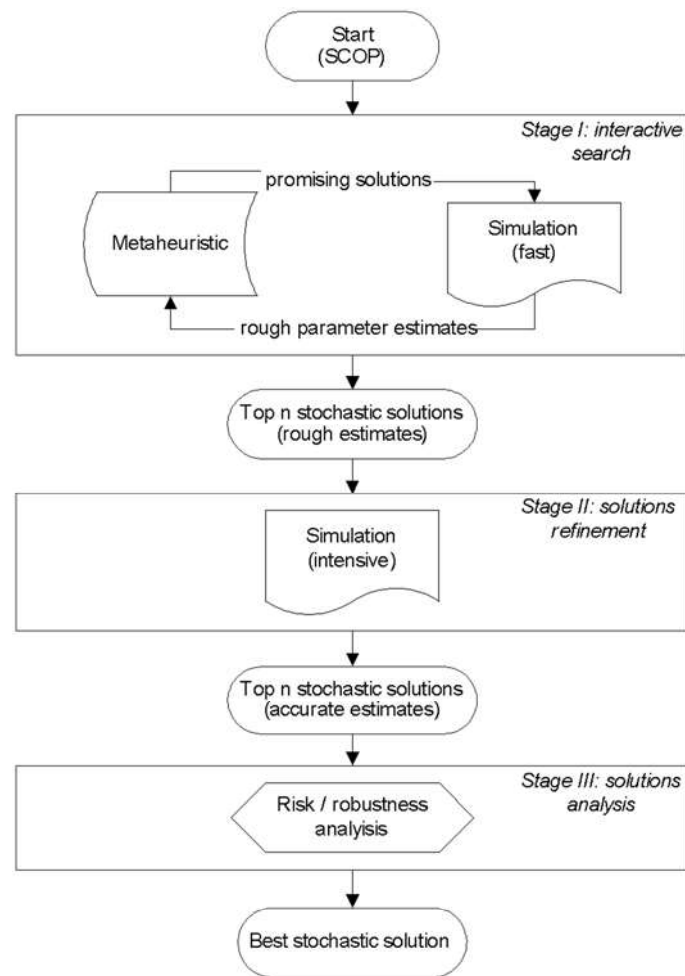 Start
(SCOP)
Stage I: interactive
search
promising solutions
Metaheuristic
Simulation
(fast)
rough parameter estimates
Top n stochastic solutions
(rough estimates)
Stage II: solutions
refinement
Simulation
(intensive)
Top n stochastic solutions
(accurate estimates)
Stage III: solutions
analysis
Risk / robustness
analyisis
Best stochastic solution